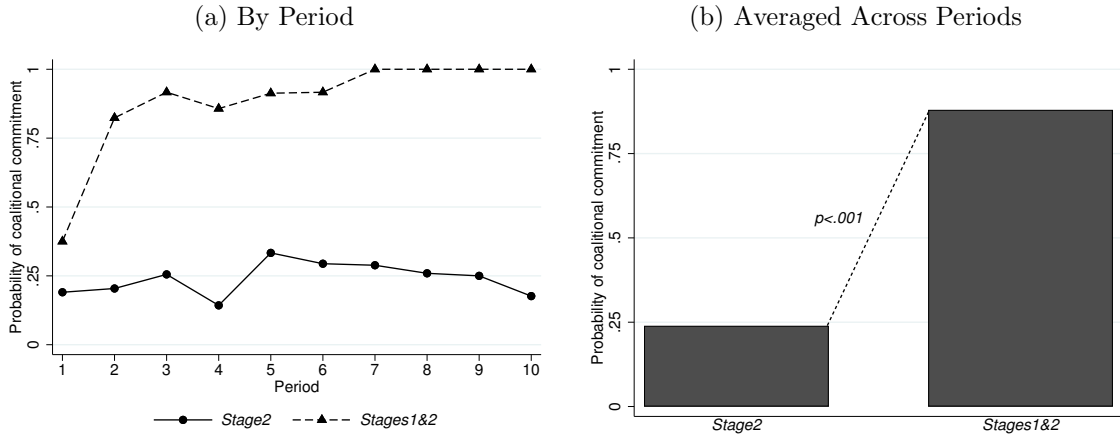 (a) By Period
Probability of coalitional commitment
0 .25 .5 .75 1
1 2 3 4 5 6 7 8 9 10
Period
Stage2 Stages1&2
(b) Averaged Across Periods
Probability of coalitional commitment
0 .25 .5 .75 1
p<.001
Stage2 Stages1&2